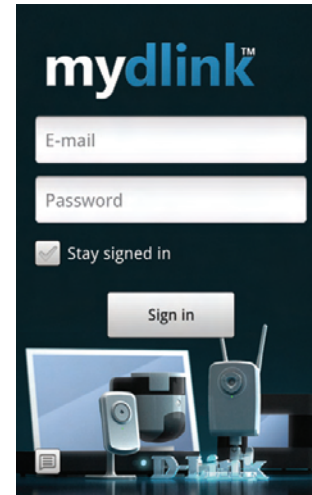 mydlink™
E-mail
Password
Stay signed in
Sign in
D-Link